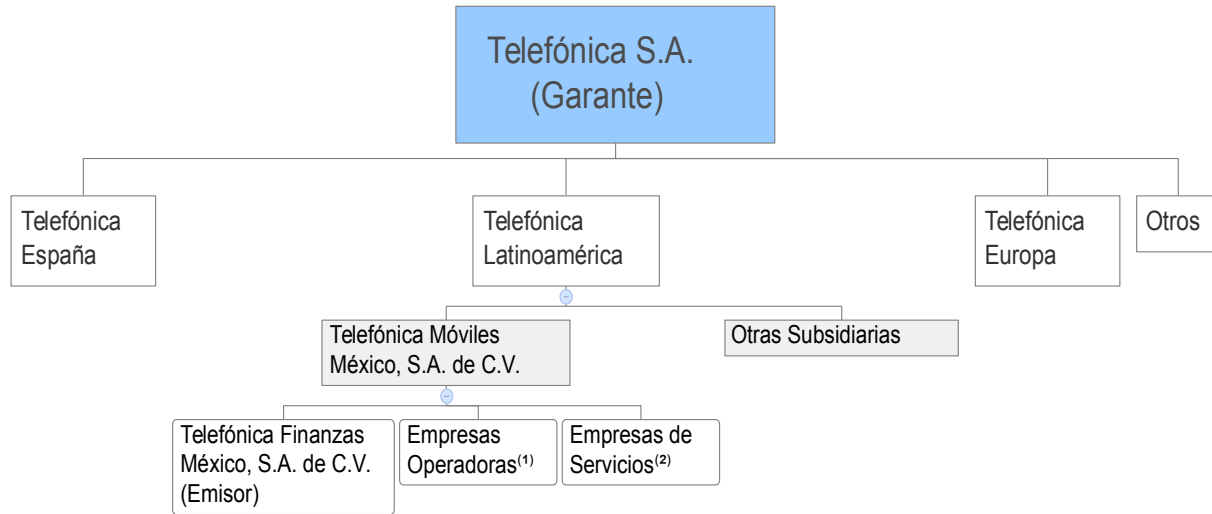 Telefónica S.A.
(Garante)
Telefónica
España
Telefónica
Latinoamérica
Telefónica
Europa
Otros
Telefónica Móviles
México, S.A. de C.V.
Otras Subsidiarias
Telefónica Finanzas
México, S.A. de C.V.
(Emisor)
Empresas
Operadoras(1)
Empresas de
Servicios(2)